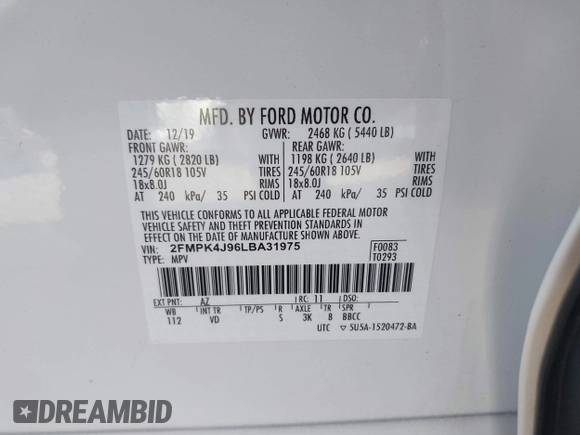 MFD. BY FORD MOTOR CO.
DATE: 12/19 GVWR: 2468 KG ( 5440 LB)
FRONT GAWR: REAR GAWR:
1279 KG ( 2820 LB) WITH 1198 KG ( 2640 LB) WITH
245/60R18 105V TIRES 245/60R18 105V TIRES
18x8.0J RIMS 18x8.0J RIMS
AT 240 kPa/ 35 PSI COLD AT 240 kPa/ 35 PSI COLD
THIS VEHICLE CONFORMS TO ALL APPLICABLE FEDERAL MOTOR
VEHICLE SAFETY AND THEFT PREVENTION STANDARDS IN
EFFECT ON THE DATE OF MANUFACTURE SHOWN ABOVE.
VIN: 2FMPK4J96LBA31975 F0083
TYPE: MPV T0293
EXT PNT: AZ RC: 11 DSO:
WB INT TR TP/PS R AXLE TR SPR
112 VD S 3K 8 BBCC
UTC ▽ 5U5A-1520472-BA
DREAMBID